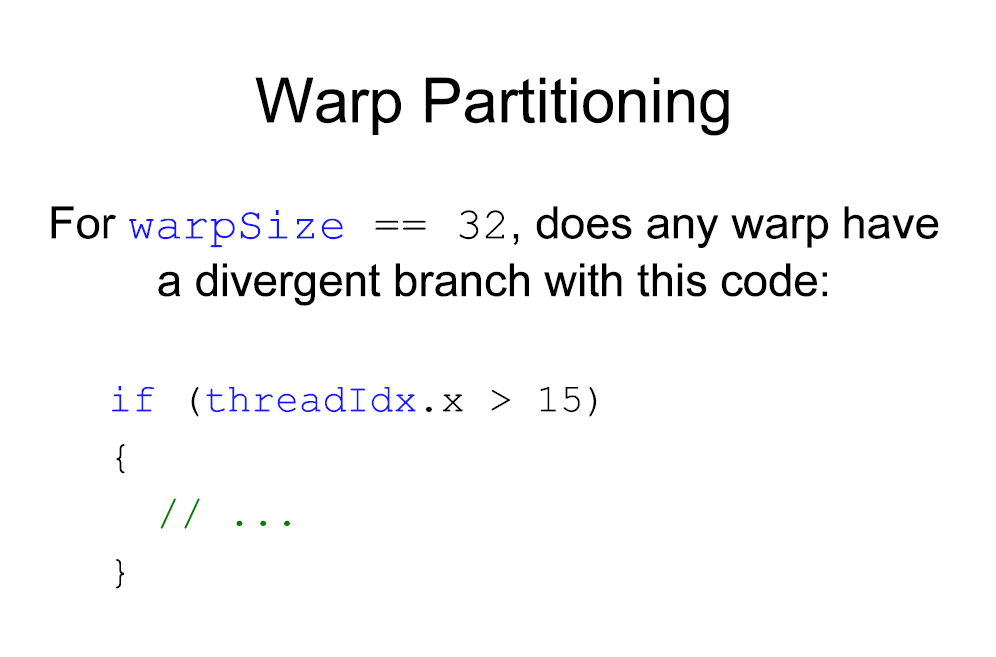 Warp Partitioning
For warpSize == 32, does any warp have
a divergent branch with this code:
if (threadIdx.x > 15)
{
// ...
}